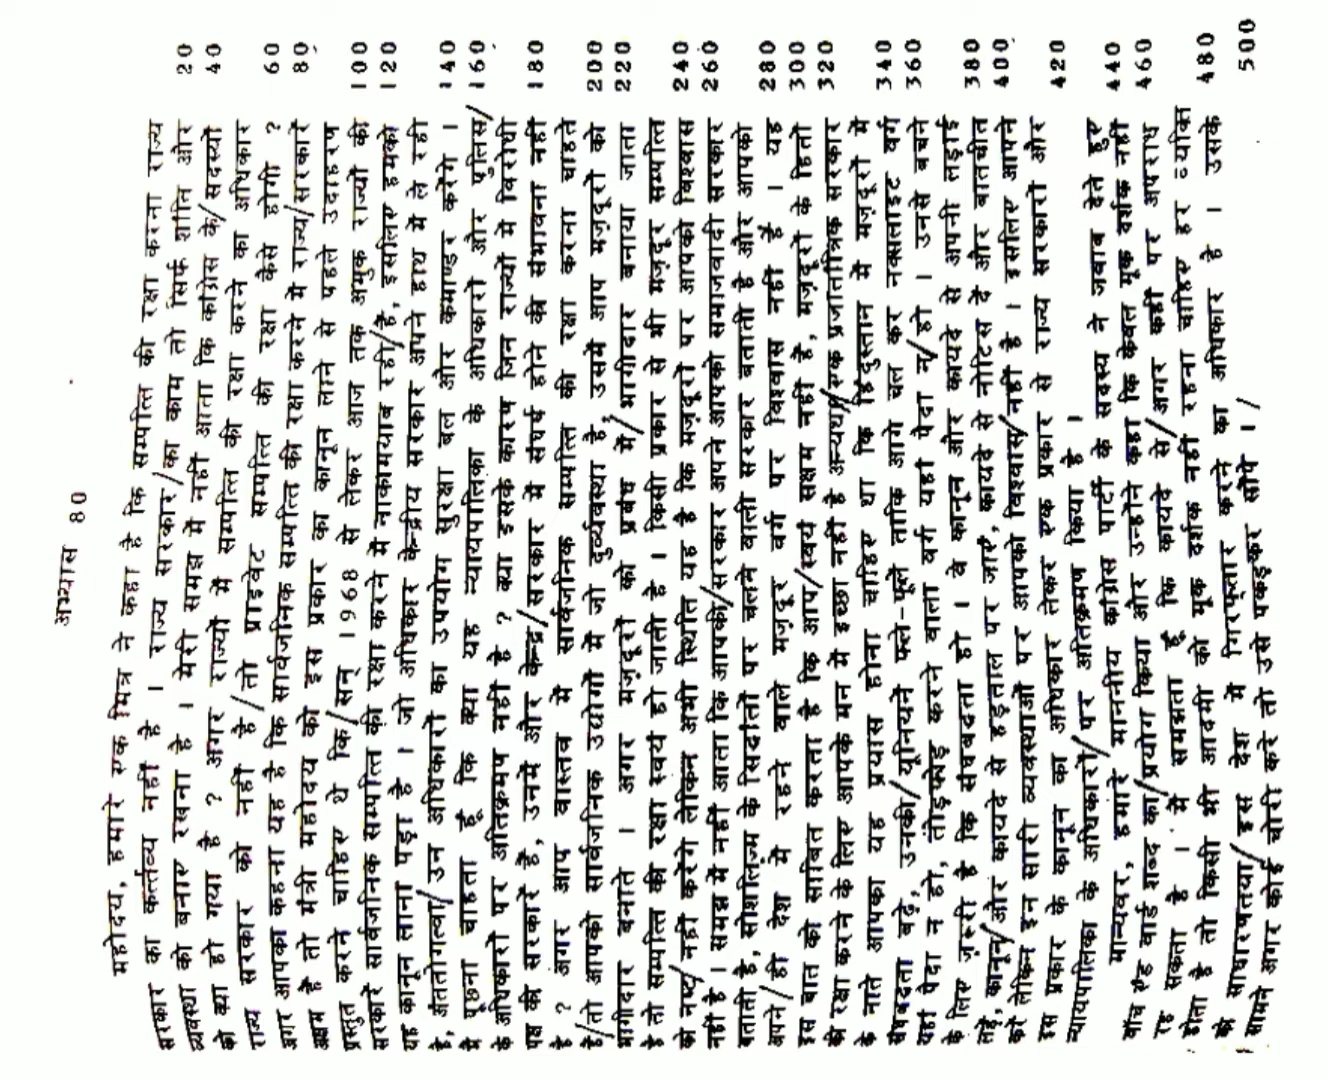 अभ्यास 80
महोदय, हमारे एक मित्र ने कहा है कि सम्पत्ति की रक्षा करना राज्य
सरकार का कर्त्तव्य नहीं है । राज्य सरकार/का काम तो सिर्फ शांति और 20
व्यवस्था को बनाए रखना है । मेरी समझ में नहीं आता कि कांग्रेस के/सदस्यों 40
को क्या हो गया है ? अगर राज्यों में सम्पत्ति की रक्षा करने का अधिकार
राज्य सरकार को नहीं है/तो प्राइवेट सम्पत्ति की रक्षा कैसे होगी ? 60
अगर आपका कहना यह है कि सार्वजनिक सम्पत्ति की रक्षा करने में राज्य/सरकारें 80
अक्षम हैं तो मंत्री महोदय को इस प्रकार का कानून लाने से पहले उदाहरण
प्रस्तुत करने चाहिए थे कि/सन् 1968 से लेकर आज तक अमुक राज्यों की 100
सरकारें सार्वजनिक सम्पत्ति की रक्षा करने में नाकामयाब रही/है, इसलिए हमको 120
यह कानून लाना पड़ा है । जो अधिकार केन्द्रीय सरकार अपने हाथ में ले रही
है, अंततोगत्वा/उन अधिकारों का उपयोग सुरक्षा बल और कमाण्डर करेंगे । 140
मैं पूछना चाहता हूँ कि क्या यह न्यायपालिका के अधिकारों और पुलिस/ 160
के अधिकारों पर अतिक्रमण नहीं है ? क्या इसके कारण जिन राज्यों में विरोधी
पक्ष की सरकारें हैं, उनमें और केन्द्र/सरकार में संघर्ष होने की संभावना नहीं 180
है ? अगर आप वास्तव में सार्वजनिक सम्पत्ति की रक्षा करना चाहते
हैं/तो आपको सार्वजनिक उद्योगों में जो दुर्व्यवस्था है, उसमें आप मज़दूरों को 200
भागीदार बनाते । अगर मज़दूरों को प्रबंध में/भागीदार बनाया जाता 220
है तो सम्पत्ति की रक्षा स्वयं हो जाती है । किसी प्रकार से भी मज़दूर सम्पत्ति
को नष्ट/नहीं करेंगे लेकिन अभी स्थिति यह है कि मज़दूरों पर आपको विश्वास 240
नहीं है । समझ में नहीं आता कि आपकी/सरकार अपने आपको समाजवादी सरकार 260
बताती है, सोशलिज़्म के सिद्धांतों पर चलने वाली सरकार बताती है और आपको
अपने/ही देश में रहने वाले मज़दूर वर्ग पर विश्वास नहीं है । यह 280
इस बात को साबित करता है कि आप/स्वयं सक्षम नहीं हैं, मज़दूरों के हितों 300
की रक्षा करने के लिए आपके मन में इच्छा नहीं है अन्यथा/एक प्रजातांत्रिक सरकार 320
के नाते आपका यह प्रयास होना चाहिए था कि हिंदुस्तान में मज़दूरों में
संघबद्धता बढ़े, उनकी/यूनियनें फले-फूलें ताकि आगे चल कर नक्सलाइट वर्ग 340
यहां पैदा न हो, तोड़फोड़ करने वाला वर्ग यहां पैदा न/हो । उनसे बचने 360
के लिए ज़रूरी है कि संघबद्धता हो । वे कानून और कायदे से अपनी लड़ाई
लड़ें, कानून/और कायदे से हड़ताल पर जाएं, कायदे से नोटिस दें और बातचीत 380
करें लेकिन इन सारी व्यवस्थाओं पर आपको विश्वास/नहीं है । इसलिए आपने 400
इस प्रकार के कानून का अधिकार लेकर एक प्रकार से राज्य सरकारों और
न्यायपालिका के अधिकारों/पर अतिक्रमण किया है । 420
मान्यवर, हमारे माननीय कांग्रेस पार्टी के सदस्य ने जवाब देते हुए
वॉच एंड वार्ड शब्द का/प्रयोग किया और उन्होंने कहा कि केवल मूक दर्शक नहीं 440
रह सकता है । मैं समझता हूँ कि कायदे से/अगर कहीं पर अपराध 460
होता है तो किसी भी आदमी को मूक दर्शक नहीं रहना चाहिए हर व्यक्ति
को साधारणतया/इस देश में गिरफ्तार करने का अधिकार है । उसके 480
सामने अगर कोई चोरी करे तो उसे पकड़कर सौंपे ।/ 500